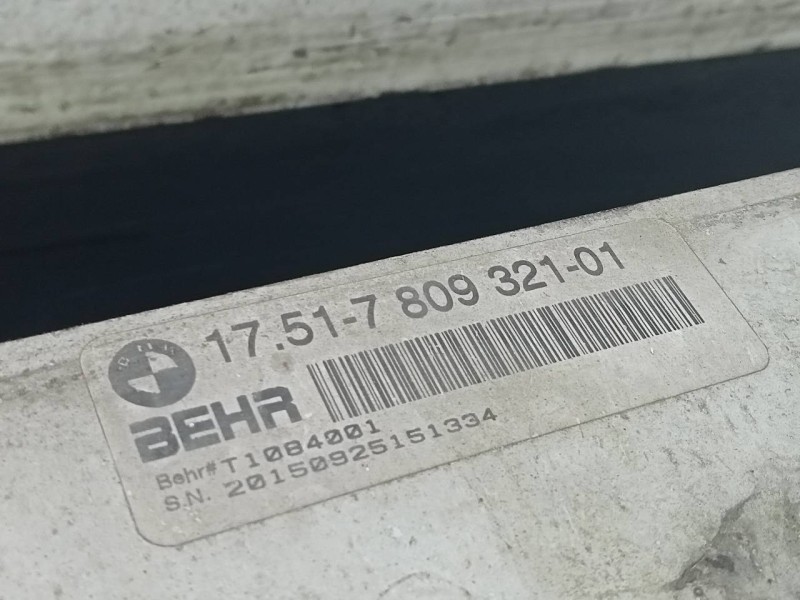 17.51-7 809 321-01
BEHR
Behr# T1084001
S.N. 20150925151334